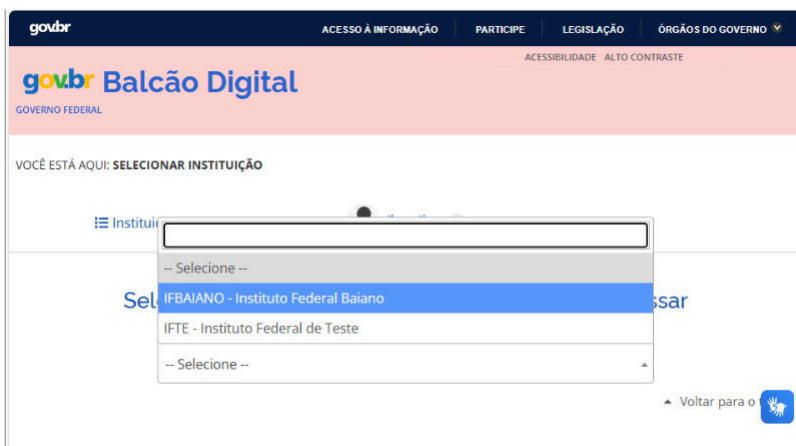 gov.br ACESSO À INFORMAÇÃO PARTICIPE LEGISLAÇÃO ÓRGÃOS DO GOVERNO
ACESSIBILIDADE ALTO CONTRASTE
gov.br Balcão Digital
GOVERNO FEDERAL
VOCÊ ESTÁ AQUI: SELECIONAR INSTITUIÇÃO
-- Selecione --
IFBAIANO - Instituto Federal Baiano
IFTE - Instituto Federal de Teste
-- Selecione --
Voltar para o